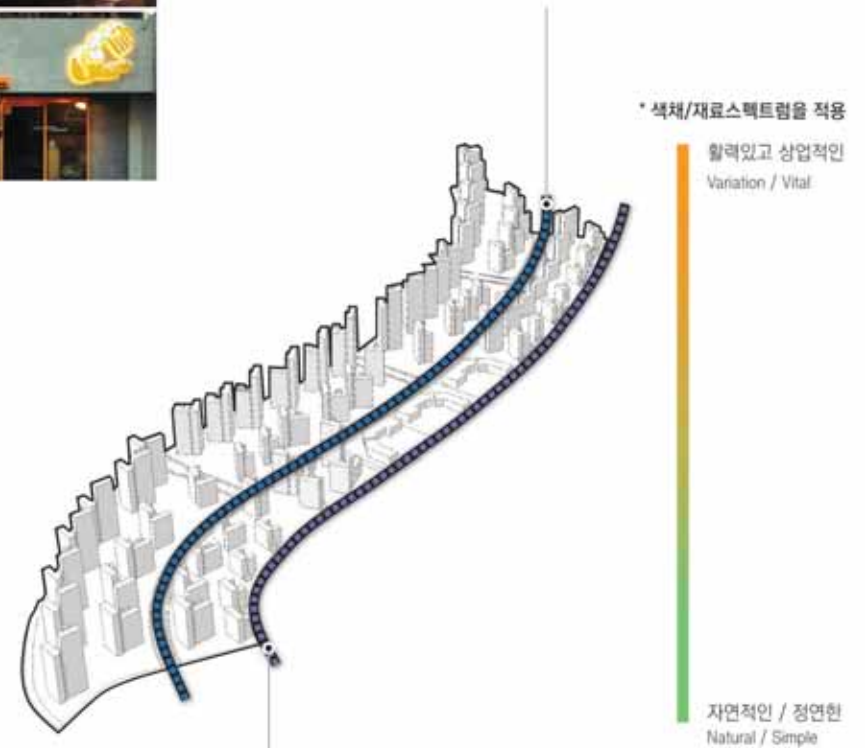 * 색채/재료스펙트럼을 적용
활력있고 상업적인
Variation / Vital
자연적인 / 정연한
Natural / Simple